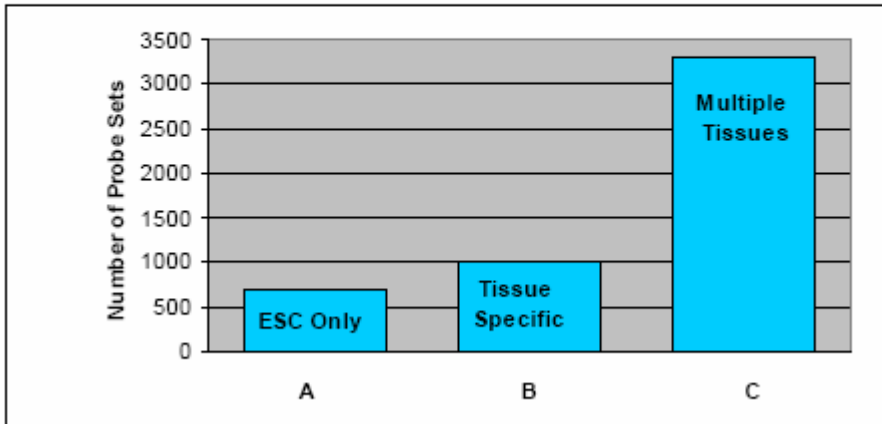 Number of Probe Sets
3500
3000
2500
2000
1500
1000
500
0
ESC Only
Tissue
Specific
Multiple
Tissues
A
B
C